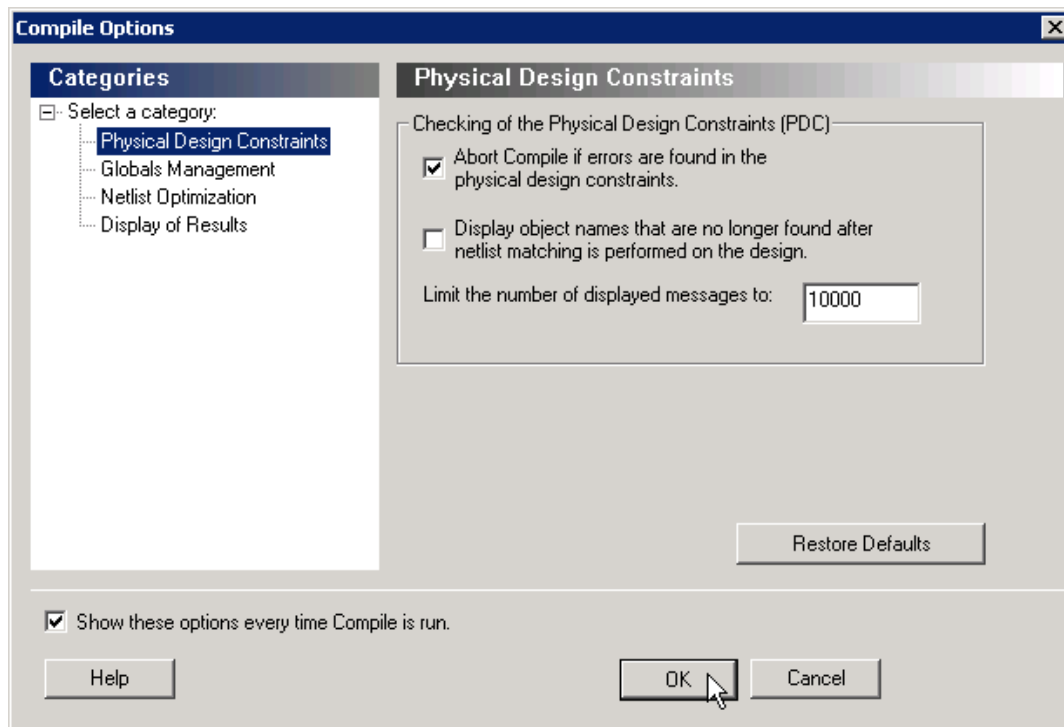 Compile Options
Categories
Select a category:
Physical Design Constraints
Globals Management
Netlist Optimization
Display of Results
Physical Design Constraints
Checking of the Physical Design Constraints (PDC)
Abort Compile if errors are found in the
physical design constraints.
Display object names that are no longer found after
netlist matching is performed on the design.
Limit the number of displayed messages to: 10000
Restore Defaults
Show these options every time Compile is run.
Help OK Cancel